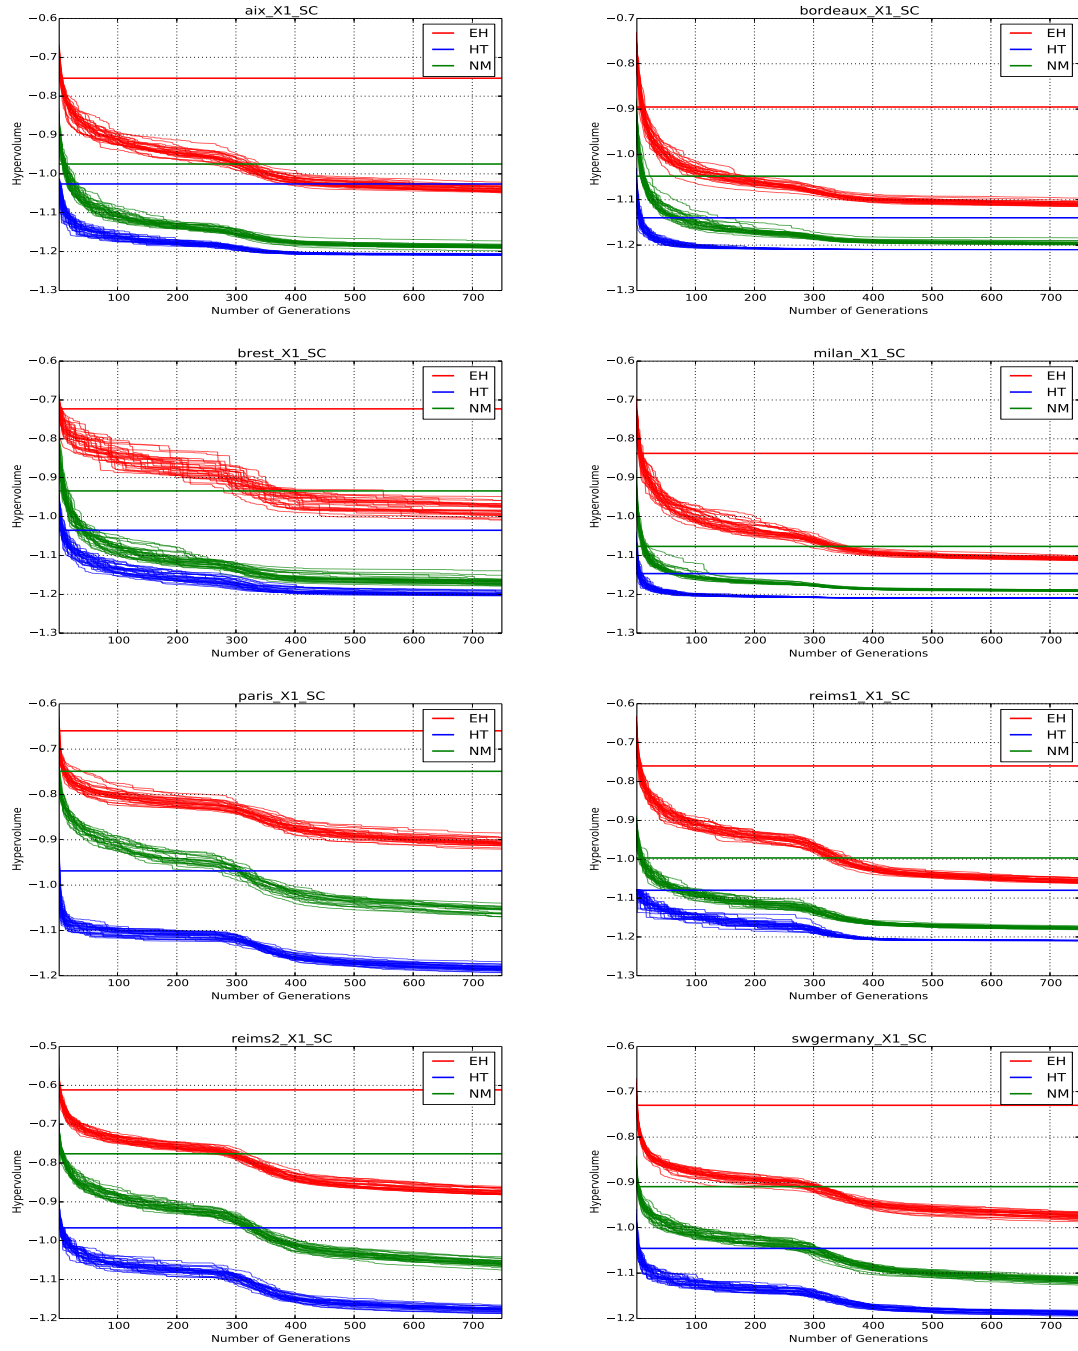 aix_X1_SC
−0.6
−0.7
−0.8
−0.9
−1.0
−1.1
−1.2
−1.3
Hypervolume
100 200 300 400 500 600 700
Number of Generations
EH
HT
NM
bordeaux_X1_SC
−0.7
−0.8
−0.9
−1.0
−1.1
−1.2
−1.3
Hypervolume
100 200 300 400 500 600 700
Number of Generations
EH
HT
NM
brest_X1_SC
−0.6
−0.7
−0.8
−0.9
−1.0
−1.1
−1.2
−1.3
Hypervolume
100 200 300 400 500 600 700
Number of Generations
EH
HT
NM
milan_X1_SC
−0.6
−0.7
−0.8
−0.9
−1.0
−1.1
−1.2
−1.3
Hypervolume
100 200 300 400 500 600 700
Number of Generations
EH
HT
NM
paris_X1_SC
−0.6
−0.7
−0.8
−0.9
−1.0
−1.1
−1.2
Hypervolume
100 200 300 400 500 600 700
Number of Generations
EH
HT
NM
reims1_X1_SC
−0.6
−0.7
−0.8
−0.9
−1.0
−1.1
−1.2
−1.3
Hypervolume
100 200 300 400 500 600 700
Number of Generations
EH
HT
NM
reims2_X1_SC
−0.5
−0.6
−0.7
−0.8
−0.9
−1.0
−1.1
−1.2
Hypervolume
100 200 300 400 500 600 700
Number of Generations
EH
HT
NM
swgermany_X1_SC
−0.6
−0.7
−0.8
−0.9
−1.0
−1.1
−1.2
Hypervolume
100 200 300 400 500 600 700
Number of Generations
EH
HT
NM